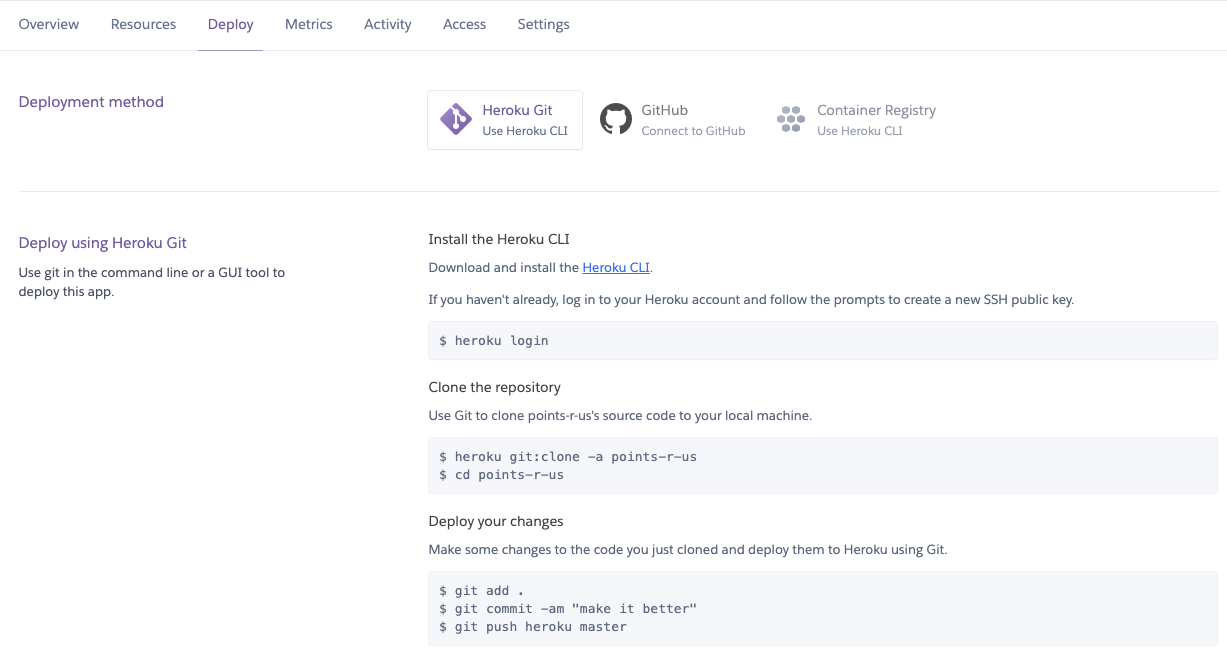 Overview Resources Deploy Metrics Activity Access Settings
Deployment method
Heroku Git
Use Heroku CLI
GitHub
Connect to GitHub
Container Registry
Use Heroku CLI
Deploy using Heroku Git
Use git in the command line or a GUI tool to
deploy this app.
Install the Heroku CLI
Download and install the Heroku CLI.
If you haven't already, log in to your Heroku account and follow the prompts to create a new SSH public key.
$ heroku login
Clone the repository
Use Git to clone points-r-us's source code to your local machine.
$ heroku git:clone -a points-r-us
$ cd points-r-us
Deploy your changes
Make some changes to the code you just cloned and deploy them to Heroku using Git.
$ git add .
$ git commit -am "make it better"
$ git push heroku master